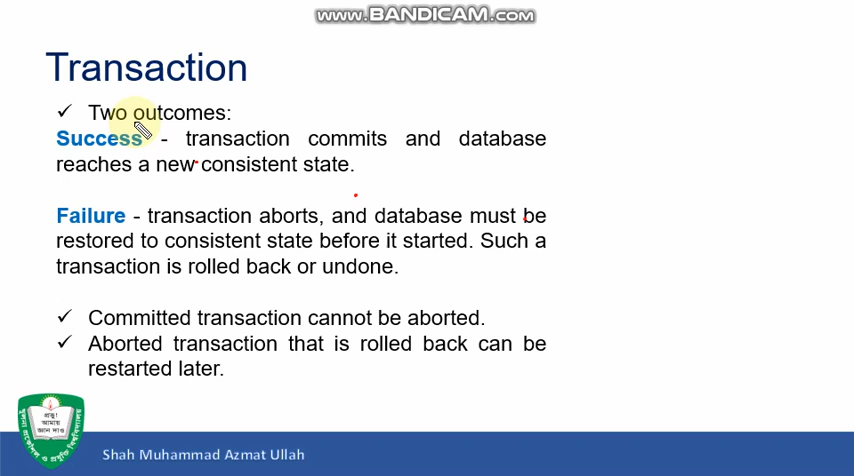 www.BANDICAM.com
Transaction
✓ Two outcomes:
Success - transaction commits and database
reaches a new consistent state.
Failure - transaction aborts, and database must be
restored to consistent state before it started. Such a
transaction is rolled back or undone.
✓ Committed transaction cannot be aborted.
✓ Aborted transaction that is rolled back can be
restarted later.
প্রভু!
আমায়
জ্ঞান দাও
Shah Muhammad Azmat Ullah